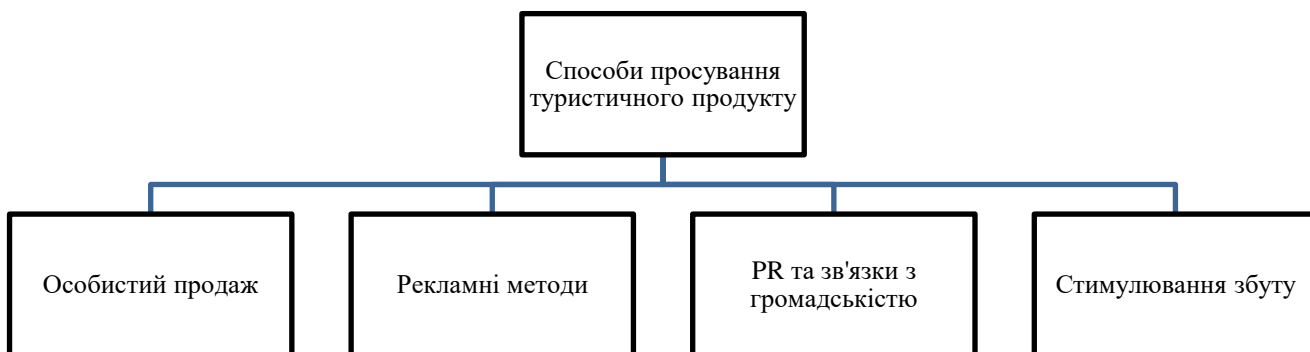 Способи просування
туристичного продукту
Особистий продаж
Рекламні методи
PR та зв'язки з
громадськістю
Стимулювання збуту